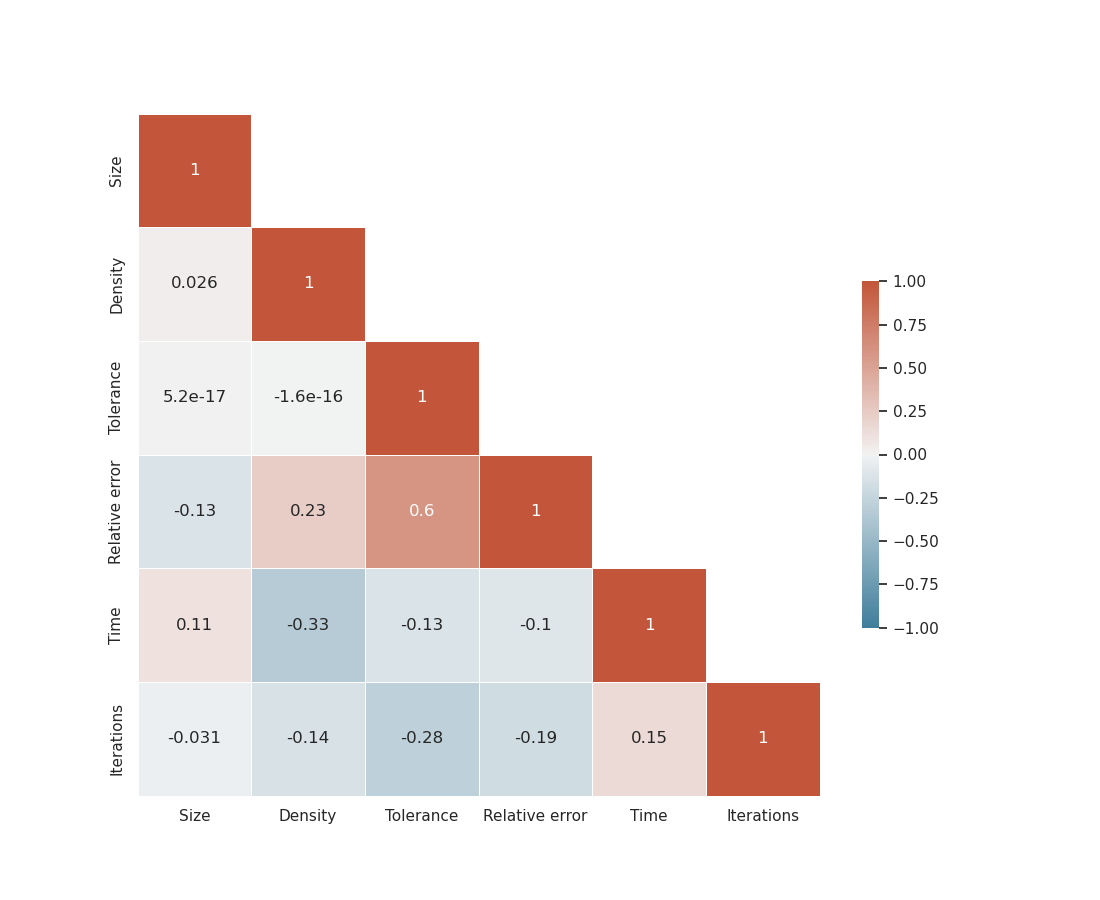 Size 1
Density 0.026 1
Tolerance 5.2e-17 -1.6e-16 1
Relative error -0.13 0.23 0.6 1
Time 0.11 -0.33 -0.13 -0.1 1
Iterations -0.031 -0.14 -0.28 -0.19 0.15 1
Size Density Tolerance Relative error Time Iterations
1.00
0.75
0.50
0.25
0.00
−0.25
−0.50
−0.75
−1.00